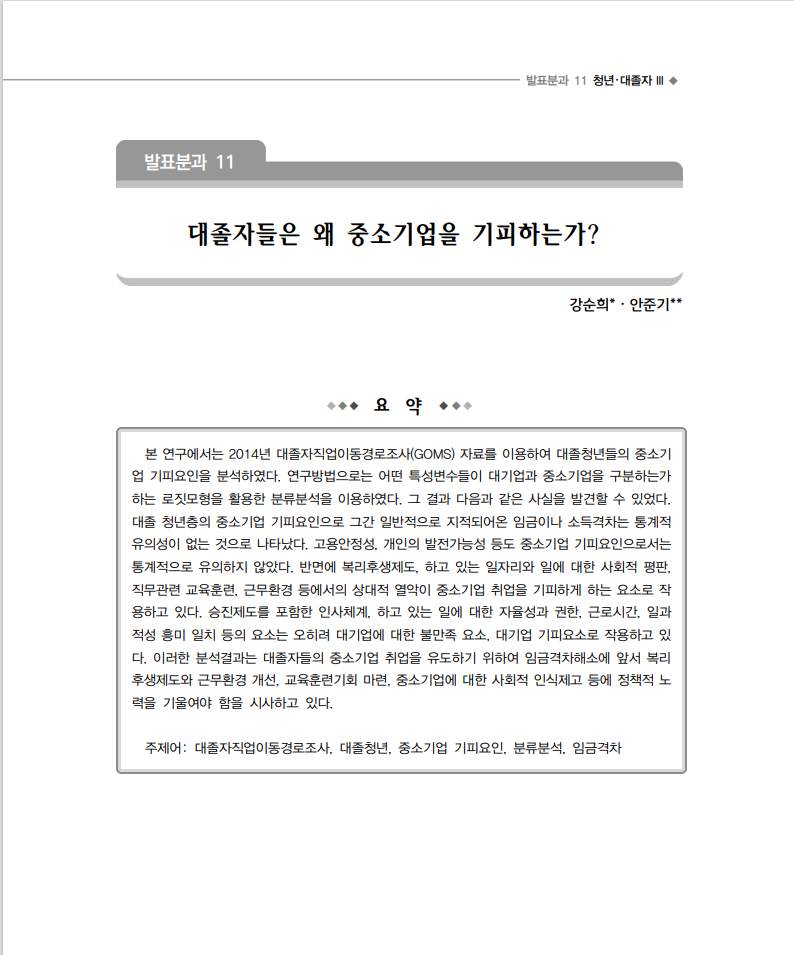 발표분과 11 청년·대졸자 Ⅲ ◆
발표분과 11
대졸자들은 왜 중소기업을 기피하는가?
강순희* · 안준기**
◆◆◆ 요 약 ◆◆◆
본 연구에서는 2014년 대졸자직업이동경로조사(GOMS) 자료를 이용하여 대졸청년들의 중소기
업 기피요인을 분석하였다. 연구방법으로는 어떤 특성변수들이 대기업과 중소기업을 구분하는가
하는 로짓모형을 활용한 분류분석을 이용하였다. 그 결과 다음과 같은 사실을 발견할 수 있었다.
대졸 청년층의 중소기업 기피요인으로 그간 일반적으로 지적되어온 임금이나 소득격차는 통계적
유의성이 없는 것으로 나타났다. 고용안정성, 개인의 발전가능성 등도 중소기업 기피요인으로서는
통계적으로 유의하지 않았다. 반면에 복리후생제도, 하고 있는 일자리와 일에 대한 사회적 평판,
직무관련 교육훈련, 근무환경 등에서의 상대적 열악이 중소기업 취업을 기피하게 하는 요소로 작
용하고 있다. 승진제도를 포함한 인사체계, 하고 있는 일에 대한 자율성과 권한, 근로시간, 일과
적성 흥미 일치 등의 요소는 오히려 대기업에 대한 불만족 요소, 대기업 기피요소로 작용하고 있
다. 이러한 분석결과는 대졸자들의 중소기업 취업을 유도하기 위하여 임금격차해소에 앞서 복리
후생제도와 근무환경 개선, 교육훈련기회 마련, 중소기업에 대한 사회적 인식제고 등에 정책적 노
력을 기울여야 함을 시사하고 있다.
주제어: 대졸자직업이동경로조사, 대졸청년, 중소기업 기피요인, 분류분석, 임금격차